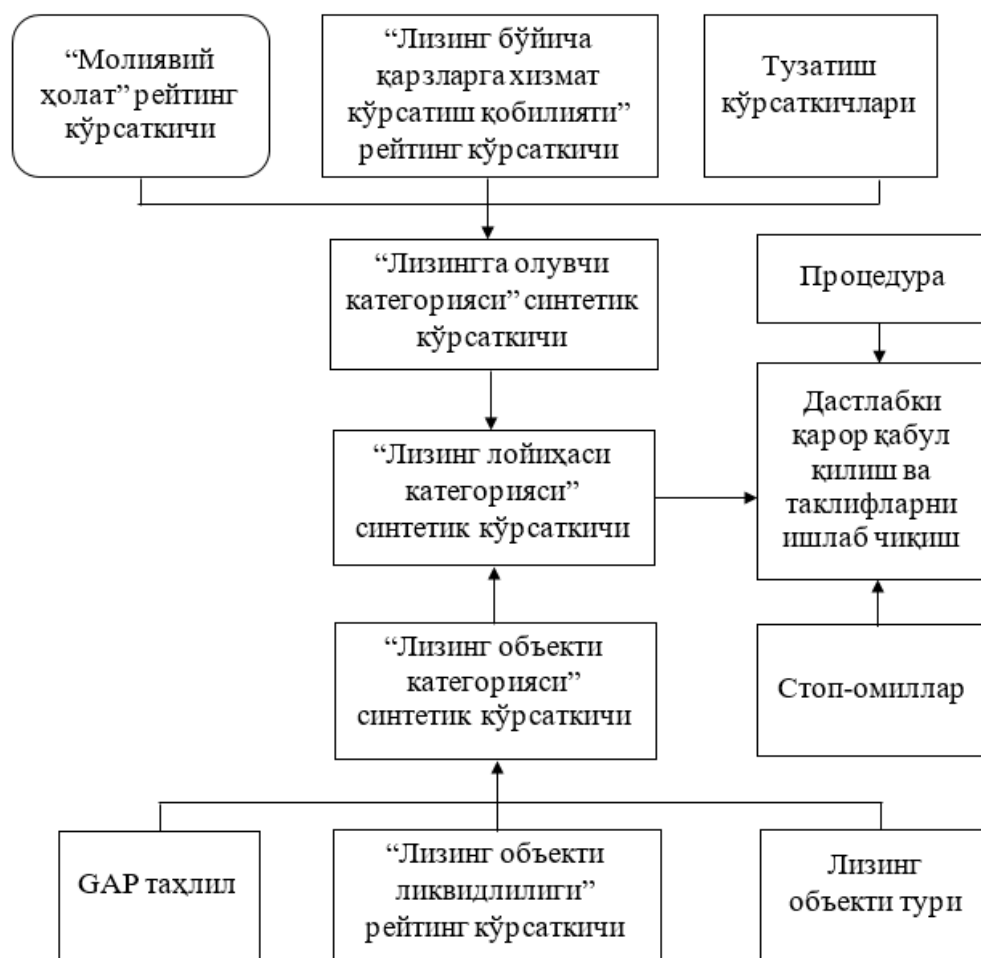 “Молиявий
ҳолат” рейтинг
кўрсаткичи
“Лизинг бўйича
қарзларга хизмат
кўрсатиш қобилияти”
рейтинг кўрсаткичи
Тузатиш
кўрсаткичлари
“Лизингга олувчи
категорияси” синтетик
кўрсаткичи
Процедура
“Лизинг лойиҳаси
категорияси”
синтетик кўрсаткичи
Дастлабки
қарор қабул
қилиш ва
таклифларни
ишлаб чиқиш
“Лизинг объекти
категорияси”
синтетик кўрсаткичи
Стоп-омиллар
GAP таҳлил
“Лизинг объекти
ликвидлилиги”
рейтинг кўрсаткичи
Лизинг
объекти тури